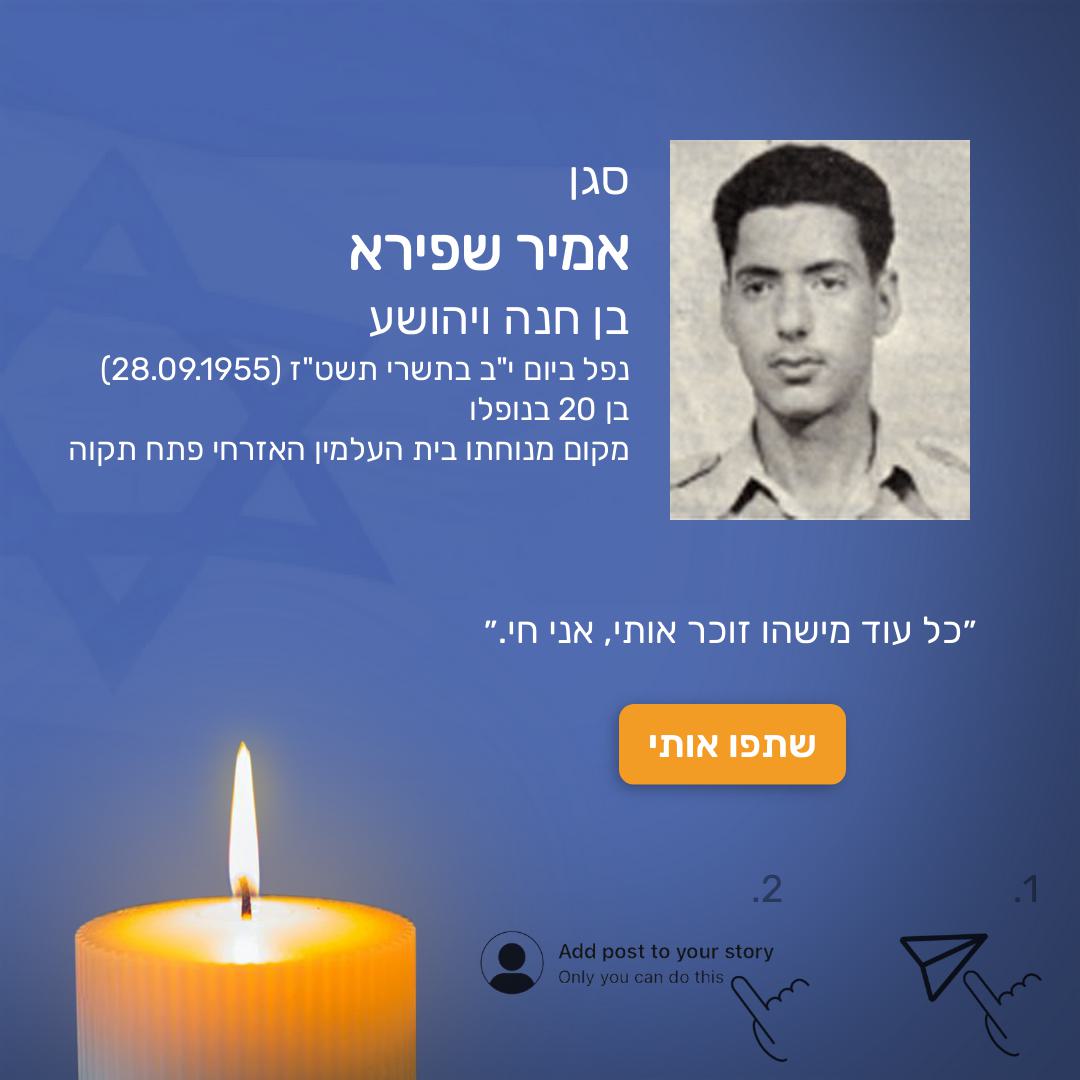 סגן
אמיר שפירא
בן חנה ויהושע
נפל ביום י"ב בתשרי תשט"ז (28.09.1955)
בן 20 בנופלו
מקום מנוחתו בית העלמין האזרחי פתח תקוה
״כל עוד מישהו זוכר אותי, אני חי.״
שתפו אותי
1.
2.
Add post to your story
Only you can do this